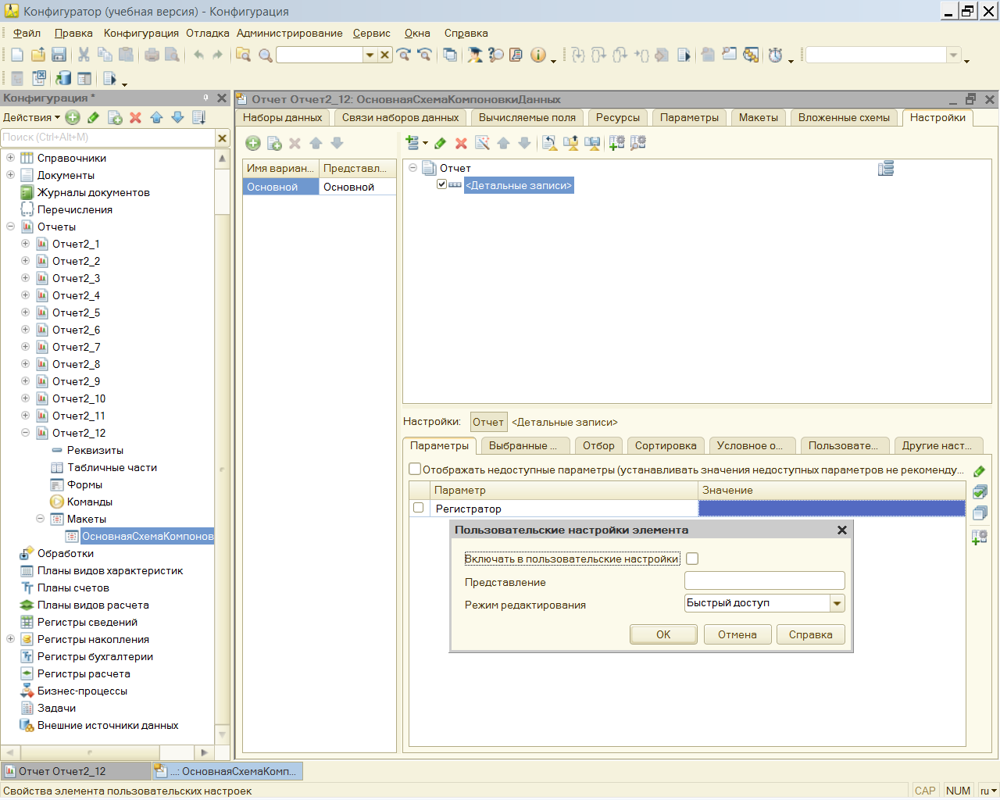 Конфигуратор (учебная версия) - Конфигурация
Файл Правка Конфигурация Отладка Администрирование Сервис Окна Справка
Конфигурация *
Действия
Поиск (Ctrl+Alt+M)
Справочники
Документы
Журналы документов
Перечисления
Отчеты
Отчет2_1
Отчет2_2
Отчет2_3
Отчет2_4
Отчет2_5
Отчет2_6
Отчет2_7
Отчет2_8
Отчет2_9
Отчет2_10
Отчет2_11
Отчет2_12
Реквизиты
Табличные части
Формы
Команды
Макеты
ОсновнаяСхемаКомпонов
Обработки
Планы видов характеристик
Планы счетов
Планы видов расчета
Регистры сведений
Регистры накопления
Регистры бухгалтерии
Регистры расчета
Бизнес-процессы
Задачи
Внешние источники данных
Отчет Отчет2_12: ОсновнаяСхемаКомпоновкиДанных
Наборы данных Связи наборов данных Вычисляемые поля Ресурсы Параметры Макеты Вложенные схемы Настройки
Имя вариан... Представл...
Основной Основной
Отчет
<Детальные записи>
Настройки: Отчет <Детальные записи>
Параметры Выбранные ... Отбор Сортировка Условное о... Пользовате... Другие наст...
Отображать недоступные параметры (устанавливать значения недоступных параметров не рекоменду...
Параметр Значение
Регистратор
Пользовательские настройки элемента
Включать в пользовательские настройки
Представление
Режим редактирования Быстрый доступ
OK Отмена Справка
Отчет Отчет2_12 ...: ОсновнаяСхемаКомп...
Свойства элемента пользовательских настроек CAP NUM ru